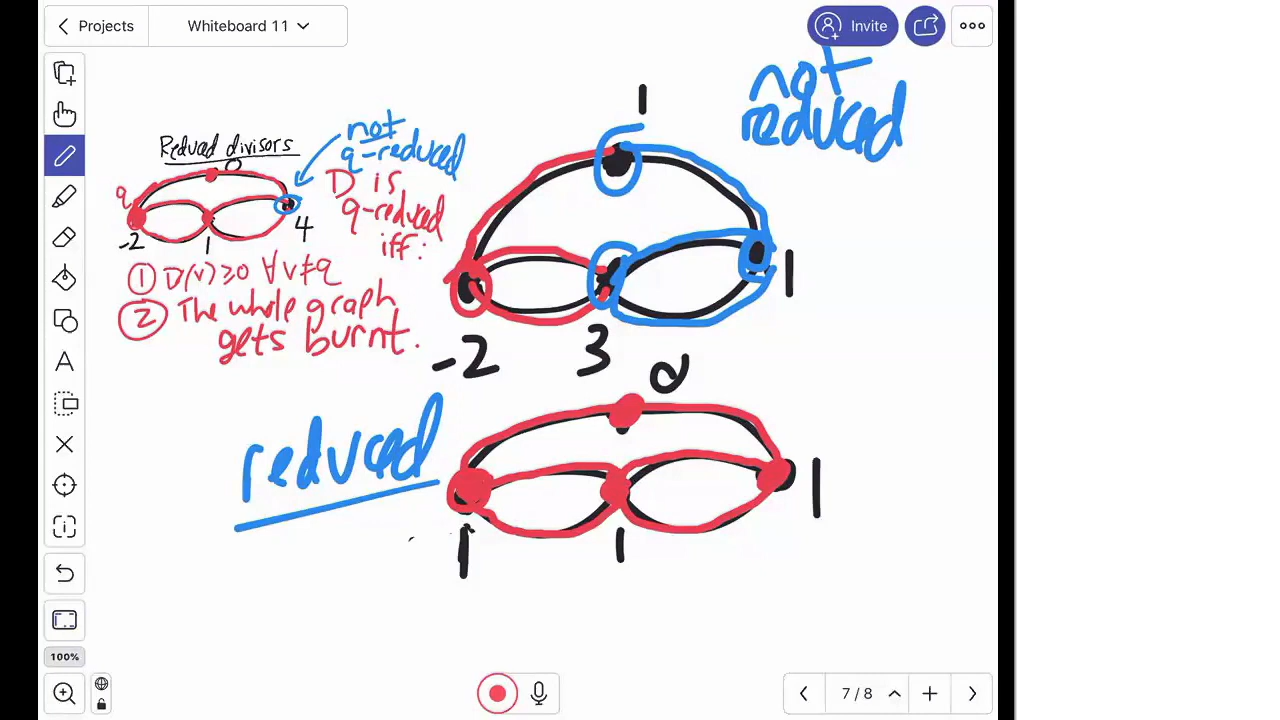 Projects
Whiteboard 11
Invite
Reduced divisors
0
q
-2
1
4
not
q-reduced
D is
q-reduced
iff:
① D(v)≥0 ∀v≠q
② The whole graph
gets burnt.
not
reduced
1
-2
3
1
reduced
0
1
1
1
A
100%
7 / 8